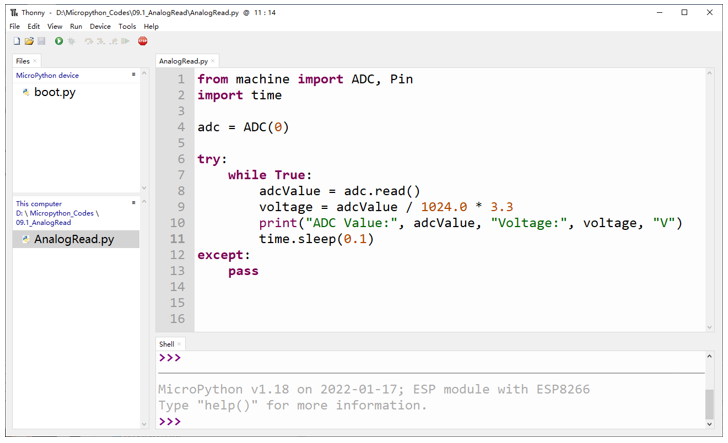 Thonny - D:\Micropython_Codes\09.1_AnalogRead\AnalogRead.py @ 11 : 14
File Edit View Run Device Tools Help
Files
MicroPython device
boot.py
This computer
D: \ Micropython_Codes \
09.1_AnalogRead
AnalogRead.py
AnalogRead.py
1 from machine import ADC, Pin
2 import time
3
4 adc = ADC(0)
5
6 try:
7 while True:
8 adcValue = adc.read()
9 voltage = adcValue / 1024.0 * 3.3
10 print("ADC Value:", adcValue, "Voltage:", voltage, "V")
11 time.sleep(0.1)
12 except:
13 pass
14
15
16
Shell
>>>
MicroPython v1.18 on 2022-01-17; ESP module with ESP8266
Type "help()" for more information.
>>>